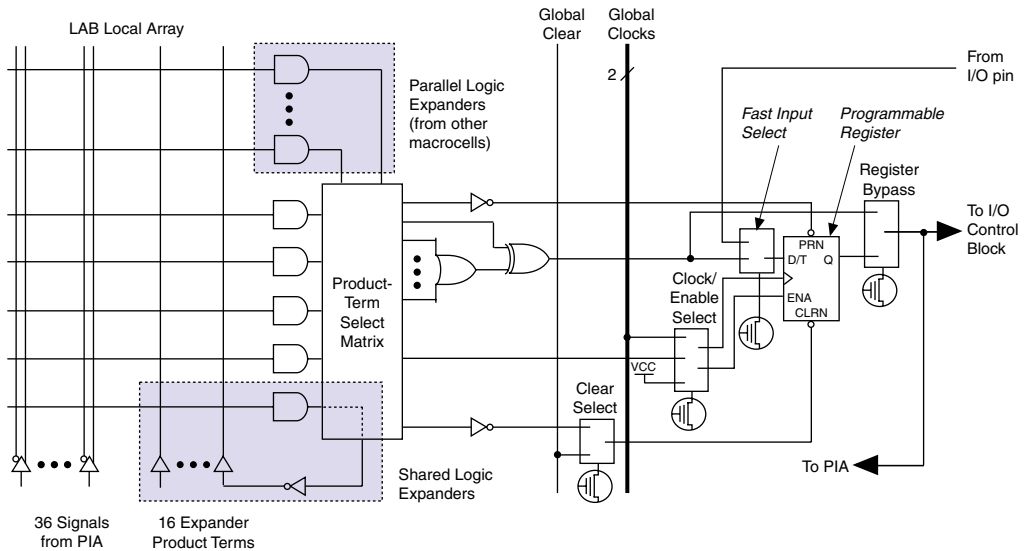 LAB Local Array
Global
Clear
Global
Clocks
2
From
I/O pin
Parallel Logic
Expanders
(from other
macrocells)
Fast Input
Select
Programmable
Register
Register
Bypass
To I/O
Control
Block
PRN
D/T
Q
ENA
CLRN
Clock/
Enable
Select
Product-
Term
Select
Matrix
VCC
Clear
Select
To PIA
Shared Logic
Expanders
36 Signals
from PIA
16 Expander
Product Terms